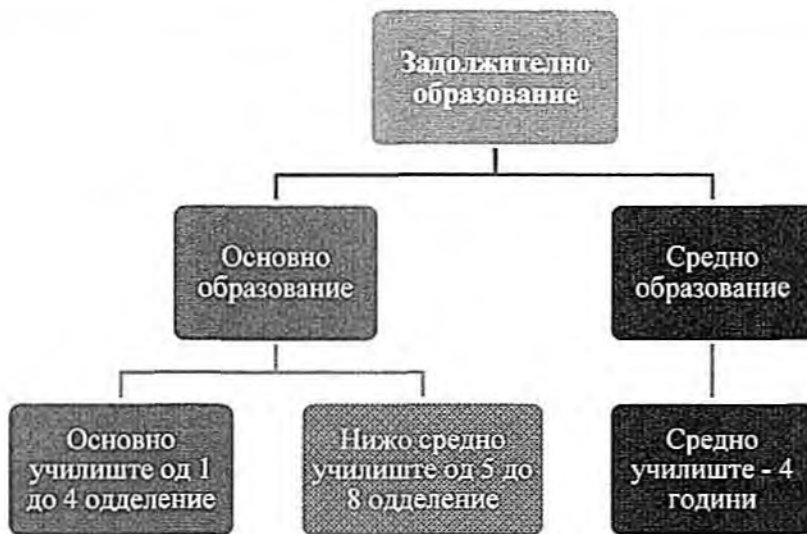 Задолжително
образование
Основно
образование
Средно
образование
Основно
училиште од 1
до 4 одделение
Нижо средно
училиште од 5 до
8 одделение
Средно
училиште - 4
години